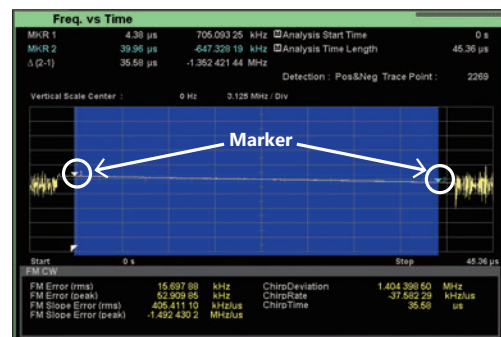 Freq. vs Time
MKR 1 4.38 µs 705.093 25 kHz M Analysis Start Time 0 s
MKR 2 39.96 µs -647.328 19 kHz M Analysis Time Length 45.36 µs
Δ(2-1) 35.58 µs -1.352 421 44 MHz
Detection : Pos&Neg Trace Point : 2269
Vertical Scale Center : 0 Hz 3.125 MHz / Div
Marker
Start 0 s Stop 45.36 µs
FM CW
FM Error (rms) 15.697 88 kHz ChirpDeviation 1.404 398 50 MHz
FM Error (peak) 52.909 85 kHz ChirpRate -37.582 29 kHz/us
FM Slope Error (rms) 405.411 10 kHz/us ChirpTime 35.58 us
FM Slope Error (peak) -1.492 430 2 MHz/us